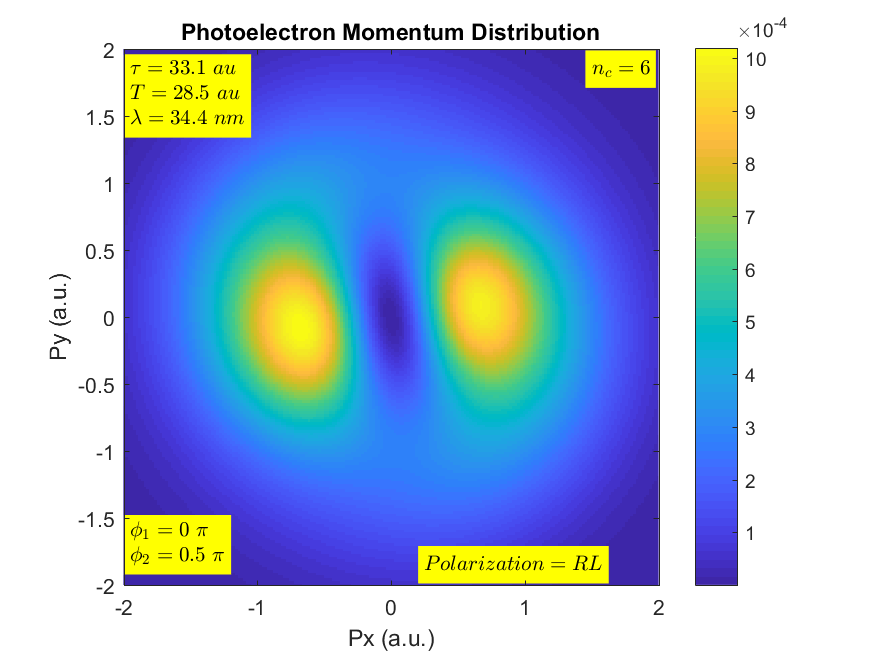 Photoelectron Momentum Distribution
×10⁻⁴
τ = 33.1 au
T = 28.5 au
λ = 34.4 nm
n_c = 6
2
1.5
1
0.5
0
-0.5
-1
-1.5
-2
Py (a.u.)
ϕ₁ = 0 π
ϕ₂ = 0.5 π
Polarization = RL
-2
-1
0
1
2
Px (a.u.)
10
9
8
7
6
5
4
3
2
1